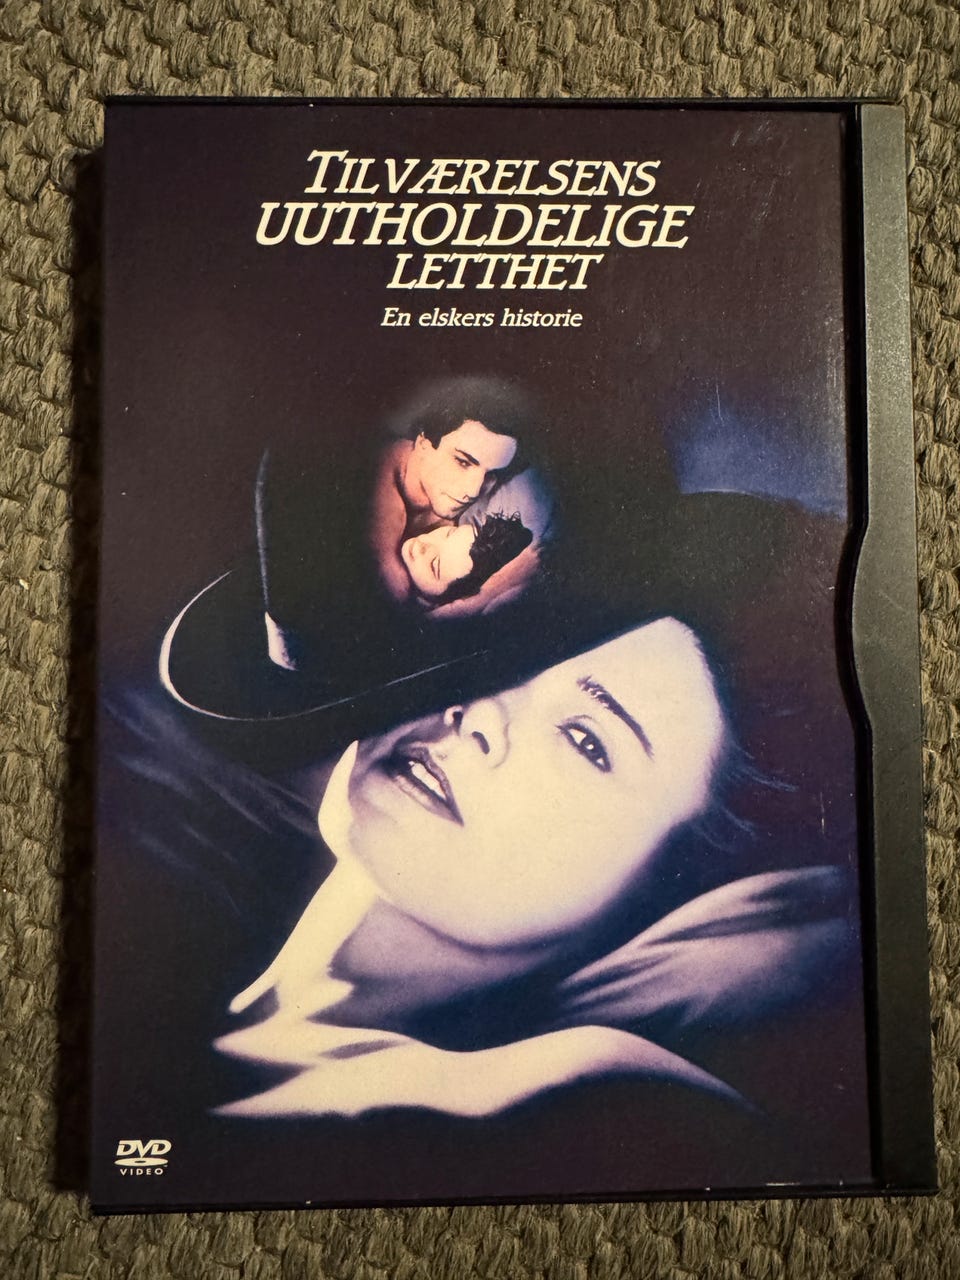 TILVÆRELSENS
UUTHOLDELIGE
LETTHET
En elskers historie
DVD
VIDEO